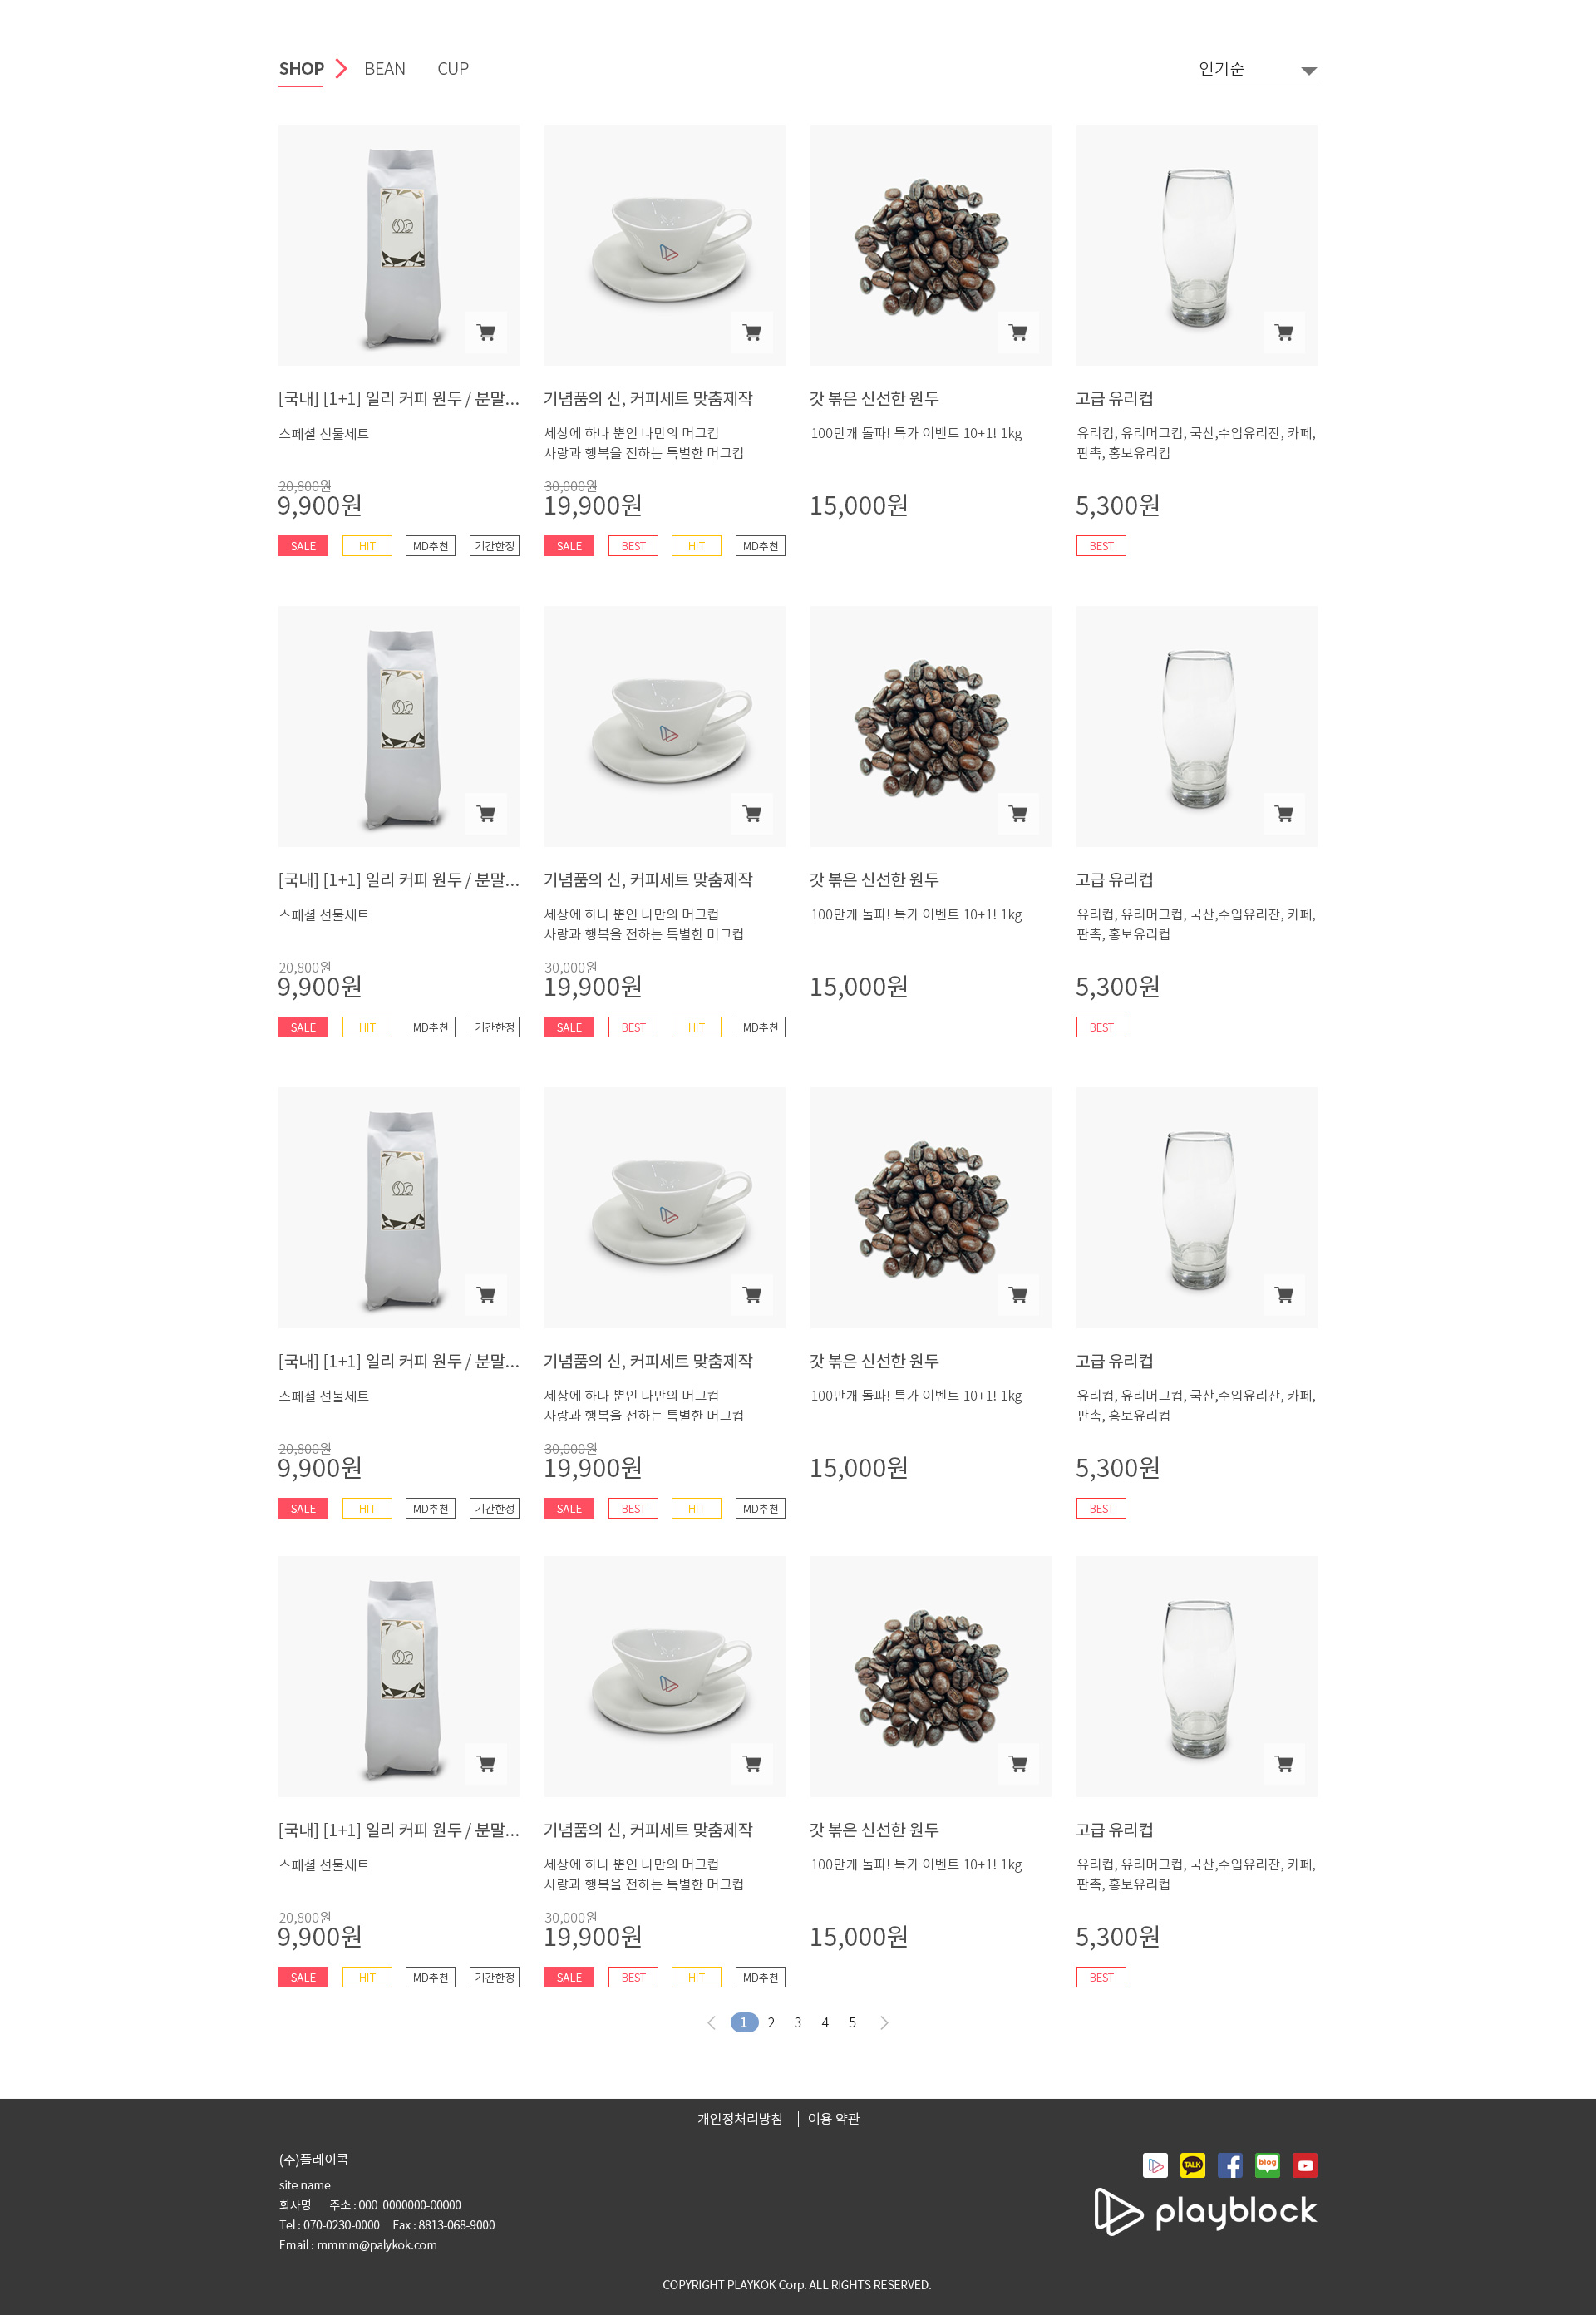 SHOP BEAN CUP 인기순
[국내] [1+1] 일리 커피 원두 / 분말...
스페셜 선물세트
20,800원
9,900원
SALE HIT MD추천 기간한정
기념품의 신, 커피세트 맞춤제작
세상에 하나 뿐인 나만의 머그컵
사랑과 행복을 전하는 특별한 머그컵
30,000원
19,900원
SALE BEST HIT MD추천
갓 볶은 신선한 원두
100만개 돌파! 특가 이벤트 10+1! 1kg
15,000원
고급 유리컵
유리컵, 유리머그컵, 국산,수입유리잔, 카페,
판촉, 홍보유리컵
5,300원
BEST
[국내] [1+1] 일리 커피 원두 / 분말...
스페셜 선물세트
20,800원
9,900원
SALE HIT MD추천 기간한정
기념품의 신, 커피세트 맞춤제작
세상에 하나 뿐인 나만의 머그컵
사랑과 행복을 전하는 특별한 머그컵
30,000원
19,900원
SALE BEST HIT MD추천
갓 볶은 신선한 원두
100만개 돌파! 특가 이벤트 10+1! 1kg
15,000원
고급 유리컵
유리컵, 유리머그컵, 국산,수입유리잔, 카페,
판촉, 홍보유리컵
5,300원
BEST
[국내] [1+1] 일리 커피 원두 / 분말...
스페셜 선물세트
20,800원
9,900원
SALE HIT MD추천 기간한정
기념품의 신, 커피세트 맞춤제작
세상에 하나 뿐인 나만의 머그컵
사랑과 행복을 전하는 특별한 머그컵
30,000원
19,900원
SALE BEST HIT MD추천
갓 볶은 신선한 원두
100만개 돌파! 특가 이벤트 10+1! 1kg
15,000원
고급 유리컵
유리컵, 유리머그컵, 국산,수입유리잔, 카페,
판촉, 홍보유리컵
5,300원
BEST
[국내] [1+1] 일리 커피 원두 / 분말...
스페셜 선물세트
20,800원
9,900원
SALE HIT MD추천 기간한정
기념품의 신, 커피세트 맞춤제작
세상에 하나 뿐인 나만의 머그컵
사랑과 행복을 전하는 특별한 머그컵
30,000원
19,900원
SALE BEST HIT MD추천
갓 볶은 신선한 원두
100만개 돌파! 특가 이벤트 10+1! 1kg
15,000원
고급 유리컵
유리컵, 유리머그컵, 국산,수입유리잔, 카페,
판촉, 홍보유리컵
5,300원
BEST
1 2 3 4 5
개인정처리방침 | 이용 약관
(주)플레이콕
site name
회사명 주소 : 000 0000000-00000
Tel : 070-0230-0000 Fax : 8813-068-9000
Email : mmmm@palykok.com
TALK
blog
playblock
COPYRIGHT PLAYKOK Corp. ALL RIGHTS RESERVED.